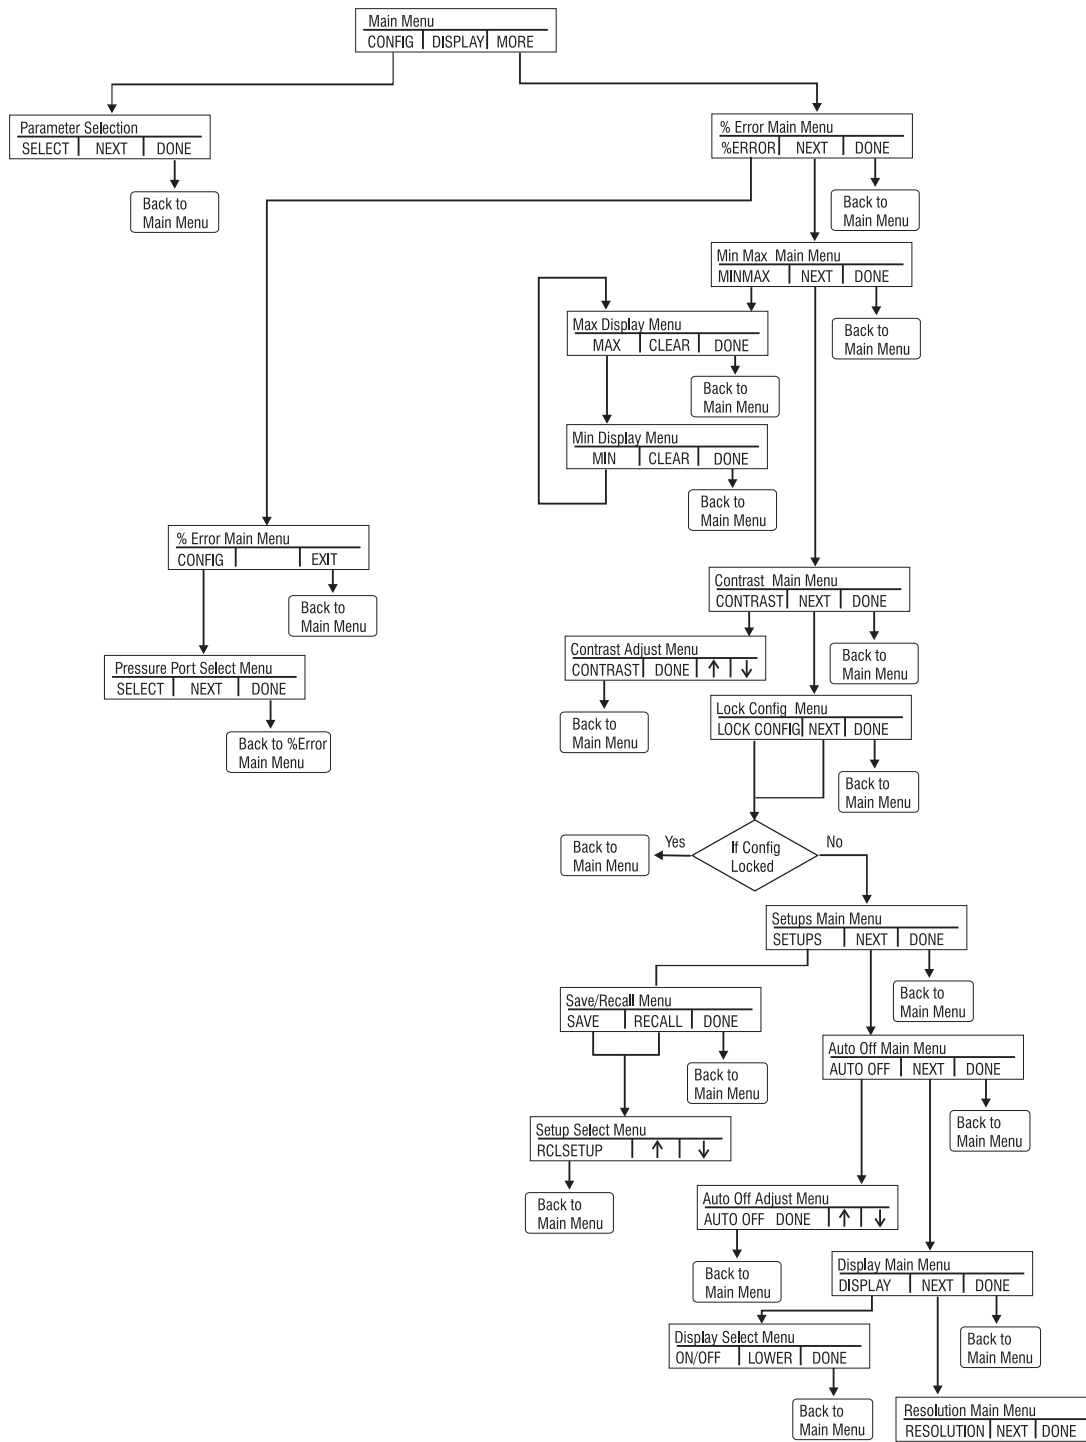 Main Menu
CONFIG DISPLAY MORE
Parameter Selection
SELECT NEXT DONE
Back to
Main Menu
% Error Main Menu
%ERROR NEXT DONE
Back to
Main Menu
Min Max Main Menu
MINMAX NEXT DONE
Back to
Main Menu
Max Display Menu
MAX CLEAR DONE
Back to
Main Menu
Min Display Menu
MIN CLEAR DONE
Back to
Main Menu
% Error Main Menu
CONFIG EXIT
Back to
Main Menu
Pressure Port Select Menu
SELECT NEXT DONE
Back to %Error
Main Menu
Contrast Main Menu
CONTRAST NEXT DONE
Back to
Main Menu
Contrast Adjust Menu
CONTRAST DONE ↑ ↓
Back to
Main Menu
Lock Config Menu
LOCK CONFIG NEXT DONE
Back to
Main Menu
If Config
Locked
Yes
No
Back to
Main Menu
Setups Main Menu
SETUPS NEXT DONE
Back to
Main Menu
Save/Recall Menu
SAVE RECALL DONE
Back to
Main Menu
Setup Select Menu
RCLSETUP ↑ ↓
Back to
Main Menu
Auto Off Main Menu
AUTO OFF NEXT DONE
Back to
Main Menu
Auto Off Adjust Menu
AUTO OFF DONE ↑ ↓
Back to
Main Menu
Display Main Menu
DISPLAY NEXT DONE
Back to
Main Menu
Display Select Menu
ON/OFF LOWER DONE
Back to
Main Menu
Resolution Main Menu
RESOLUTION NEXT DONE